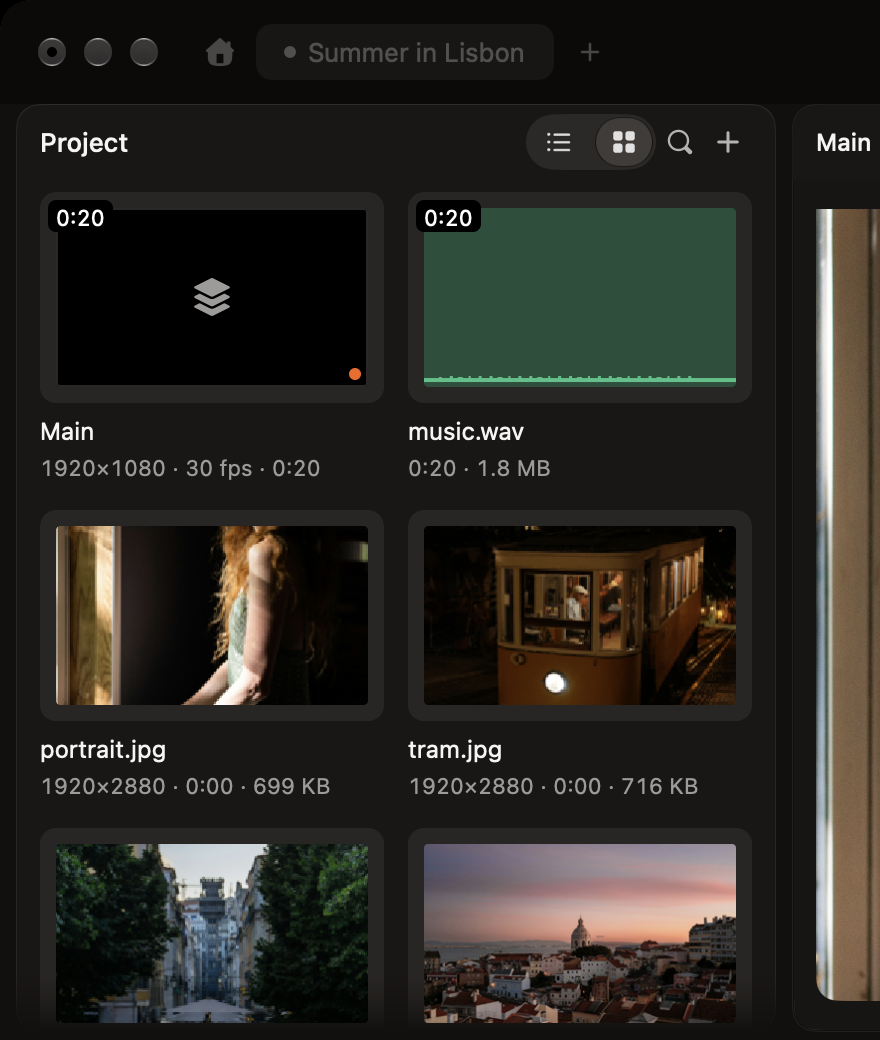 Summer in Lisbon
Project
Main
0:20
0:20
Main
music.wav
1920×1080 · 30 fps · 0:20
0:20 · 1.8 MB
portrait.jpg
tram.jpg
1920×2880 · 0:00 · 699 KB
1920×2880 · 0:00 · 716 KB